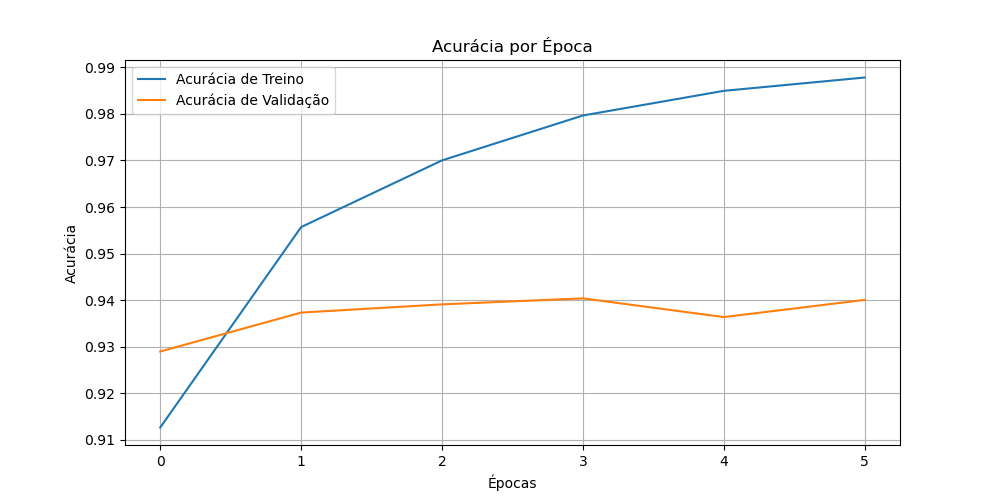 Acurácia por Época
Acurácia de Treino
Acurácia de Validação
Acurácia
0.99
0.98
0.97
0.96
0.95
0.94
0.93
0.92
0.91
0 1 2 3 4 5
Épocas